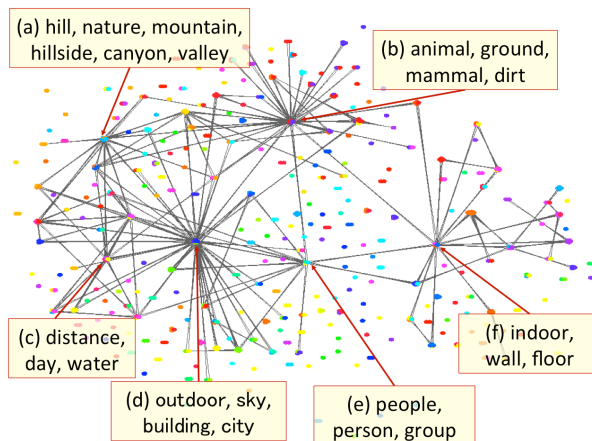 (a) hill, nature, mountain,
hillside, canyon, valley
(b) animal, ground,
mammal, dirt
(c) distance,
day, water
(d) outdoor, sky,
building, city
(e) people,
person, group
(f) indoor,
wall, floor